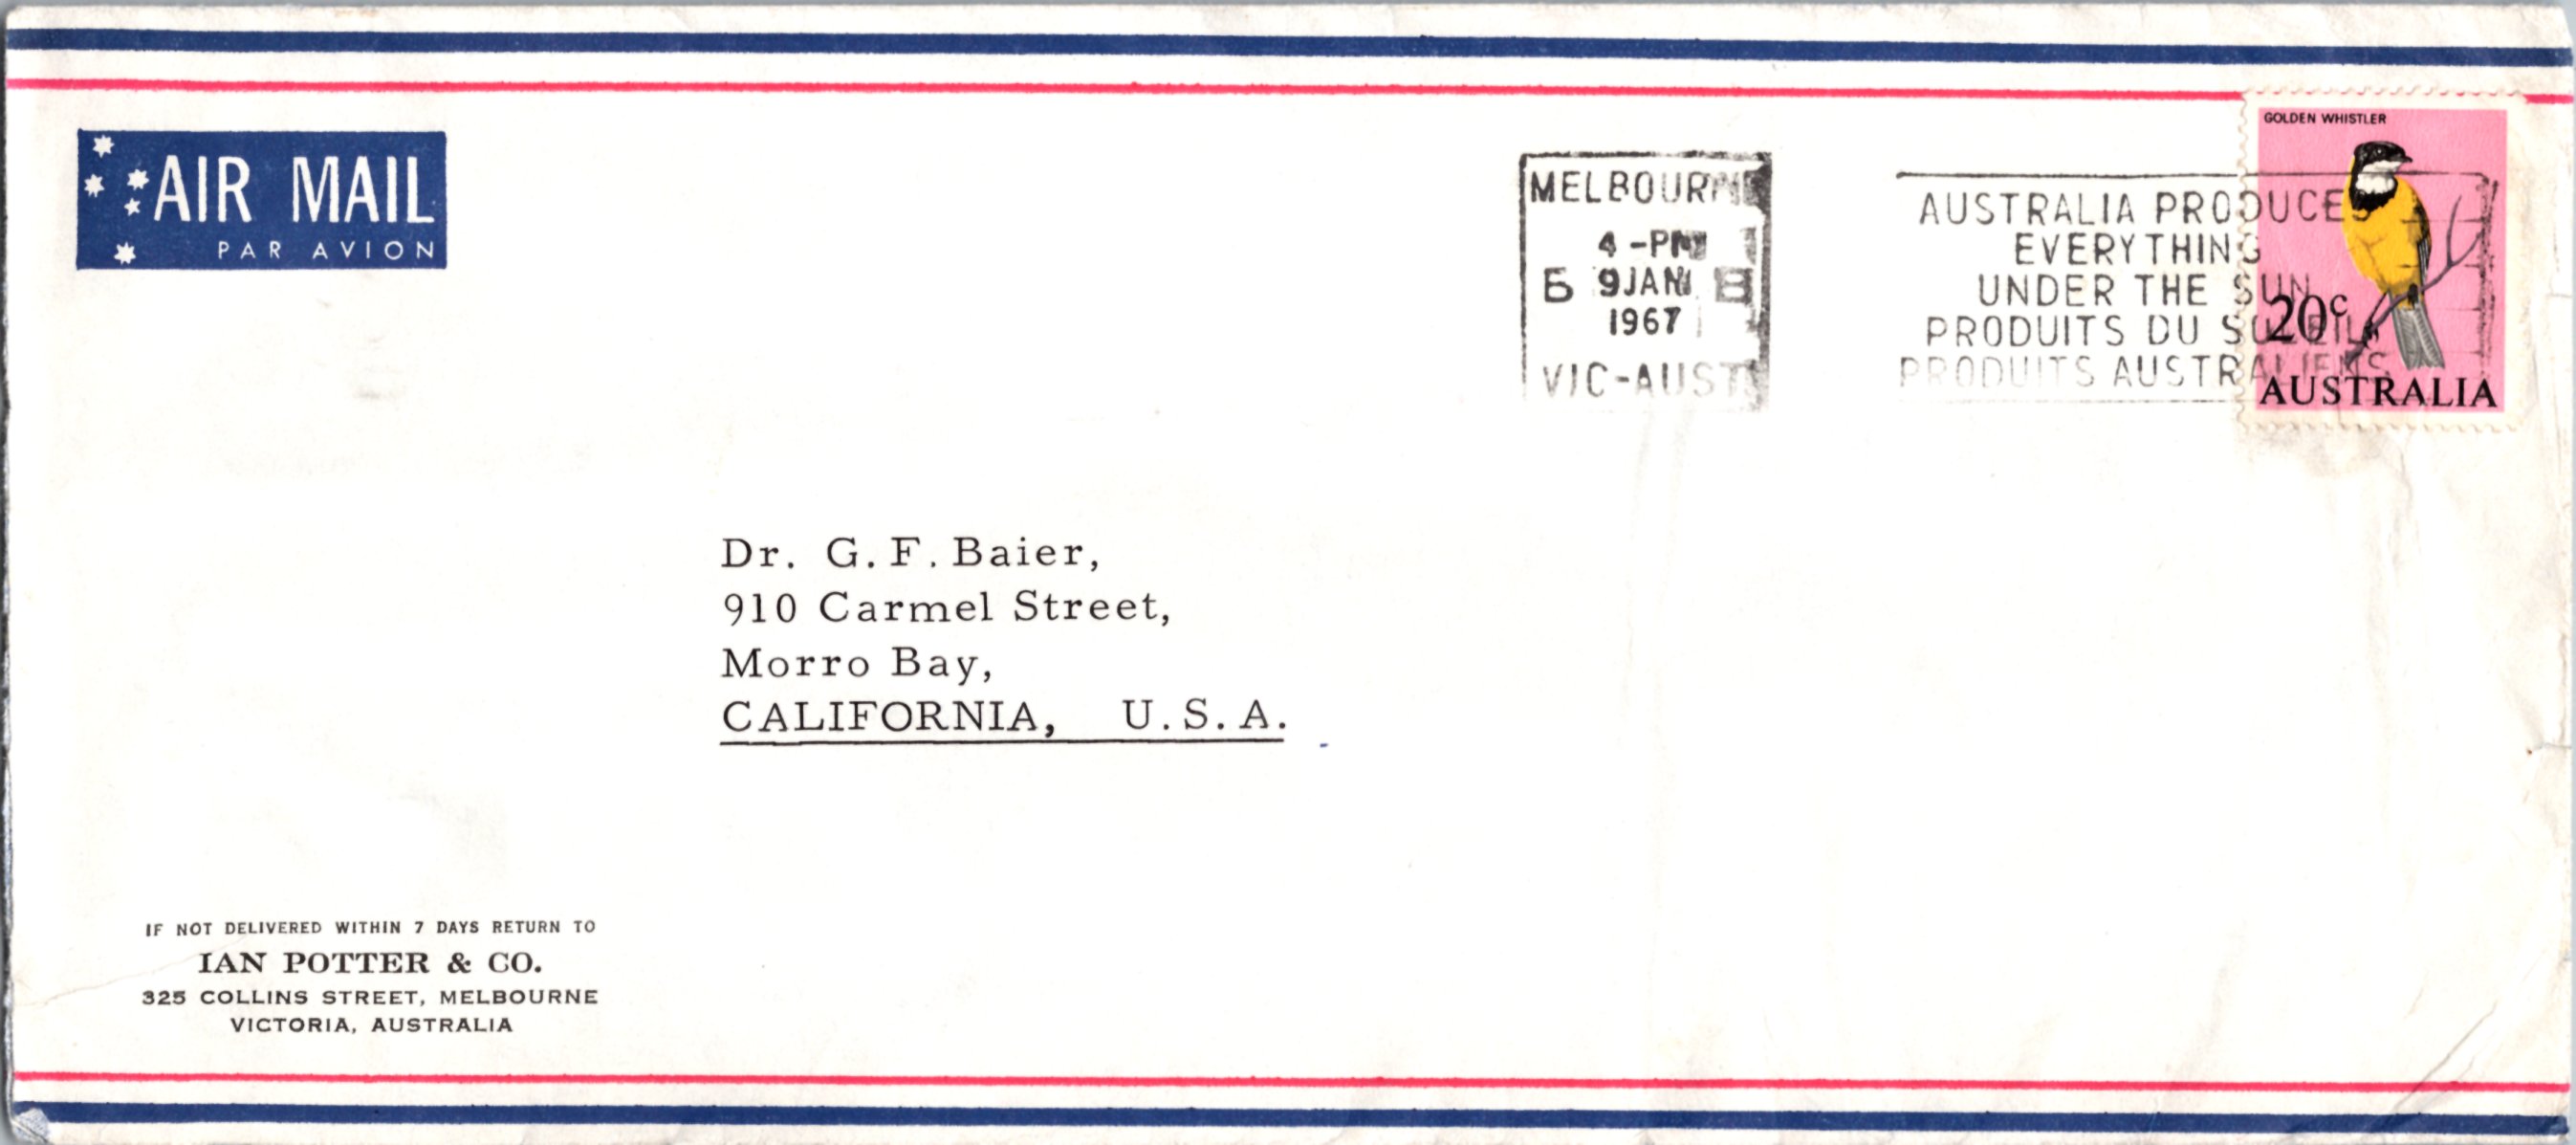 AIR MAIL
PAR AVION
MELBOURNE
4-PM
9 JAN
1967
VIC-AUST
AUSTRALIA PRODUCES
EVERYTHING
UNDER THE SUN
PRODUITS DU SOLEIL
PRODUITS AUSTRALIENS
GOLDEN WHISTLER
20c
AUSTRALIA
Dr. G. F. Baier,
910 Carmel Street,
Morro Bay,
CALIFORNIA, U. S. A.
IF NOT DELIVERED WITHIN 7 DAYS RETURN TO
IAN POTTER & CO.
325 COLLINS STREET, MELBOURNE
VICTORIA, AUSTRALIA